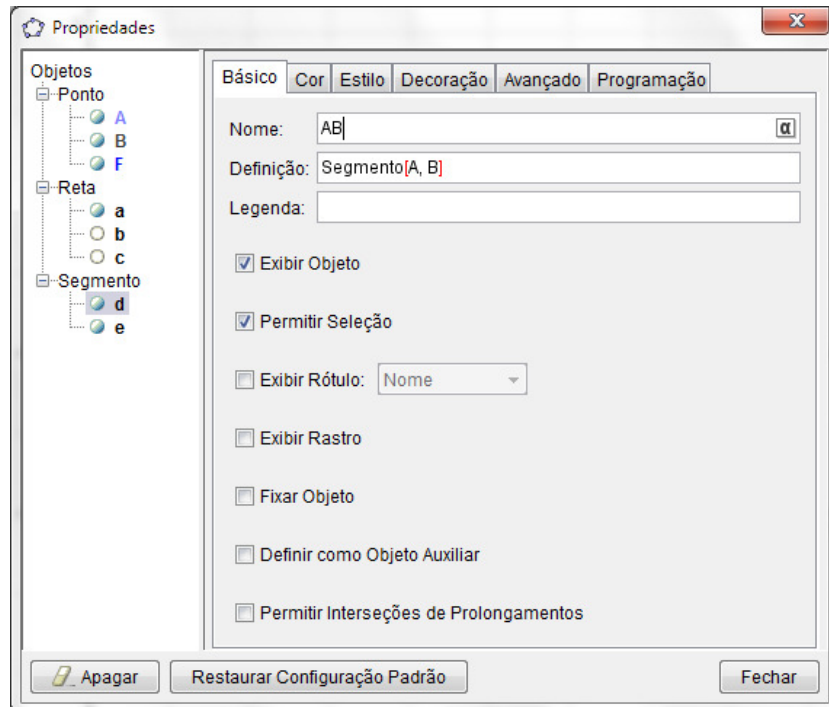 Propriedades
Objetos
Ponto
A
B
F
Reta
a
b
c
Segmento
d
e
Básico Cor Estilo Decoração Avançado Programação
Nome: AB α
Definição: Segmento[A, B]
Legenda:
Exibir Objeto
Permitir Seleção
Exibir Rótulo: Nome
Exibir Rastro
Fixar Objeto
Definir como Objeto Auxiliar
Permitir Interseções de Prolongamentos
Apagar Restaurar Configuração Padrão Fechar